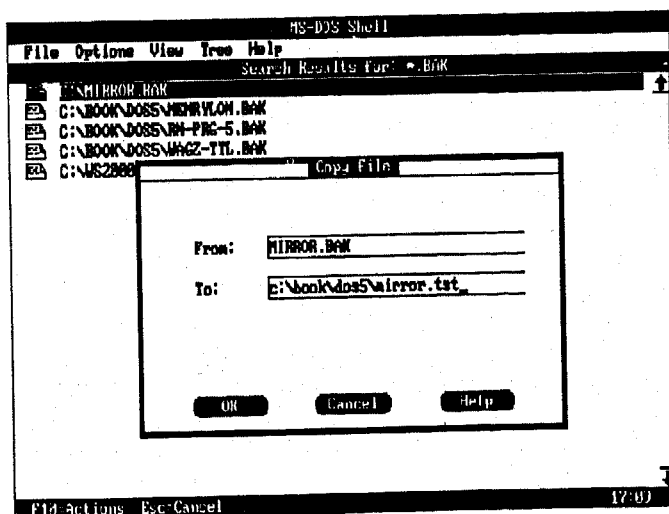 MS-DOS Shell
File Options View Tree Help
Search Results for: *.BAK
C:\MIRROR.BAK
C:\BOOK\DOS5\MEMRYLOM.BAK
C:\BOOK\DOS5\RM-PRG-5.BAK
C:\BOOK\DOS5\WAGZ-TTL.BAK
C:\WS2000
Copy File
From: MIRROR.BAK
To: c:\book\dos5\mirror.tst_
OK Cancel Help
F10=Actions Esc=Cancel 17:03